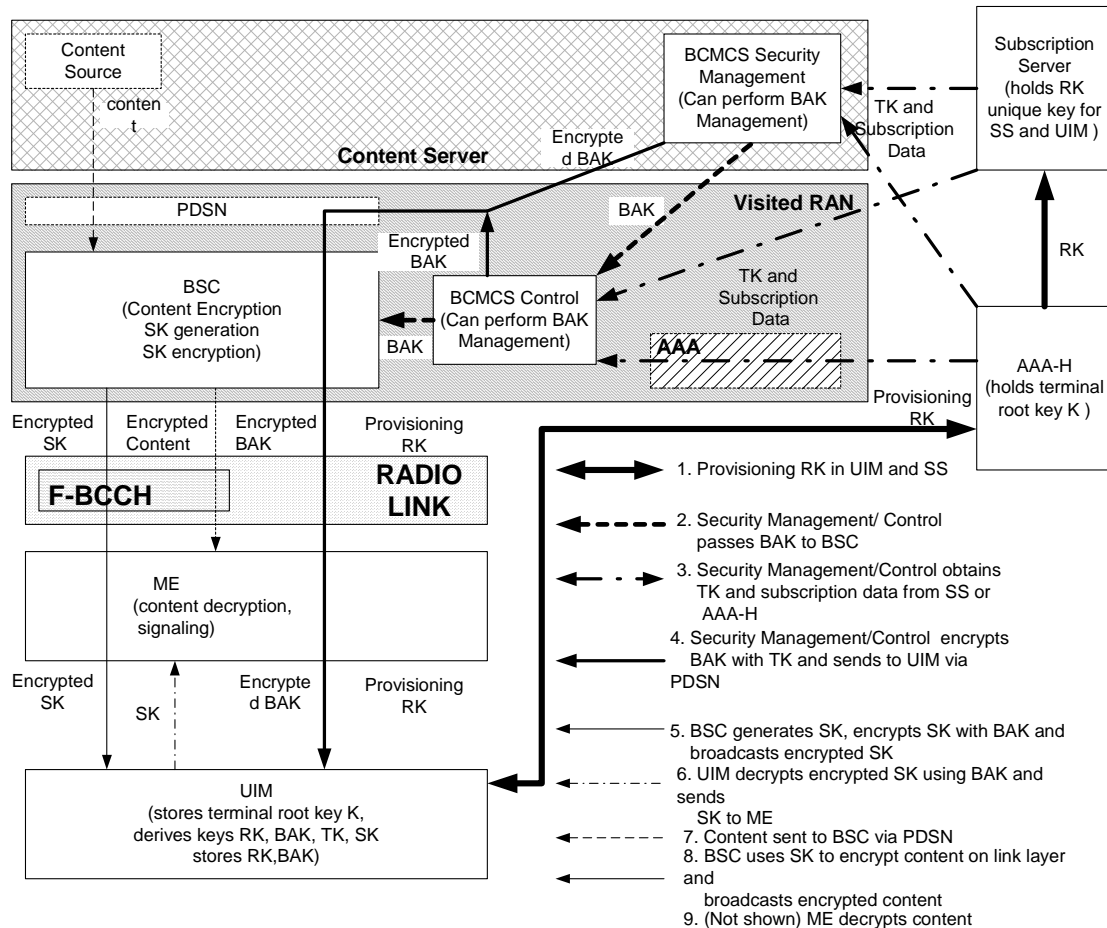 Content
Source
conten
t
BCMCS Security
Management
(Can perform BAK
Management)
Subscription
Server
(holds RK
unique key for
SS and UIM )
TK and
Subscription
Data
Encrypte
d BAK
Content Server
PDSN
Visited RAN
BAK
RK
Encrypted
BAK
BSC
(Content Encryption
SK generation
SK encryption)
BAK
BCMCS Control
(Can perform BAK
Management)
TK and
Subscription
Data
AAA
AAA-H
(holds terminal
root key K )
Encrypted
SK
Encrypted
Content
Encrypted
BAK
Provisioning
RK
Provisioning
RK
F-BCCH
RADIO
LINK
1. Provisioning RK in UIM and SS
2. Security Management/ Control
passes BAK to BSC
3. Security Management/Control obtains
TK and subscription data from SS or
AAA-H
4. Security Management/Control encrypts
BAK with TK and sends to UIM via
PDSN
5. BSC generates SK, encrypts SK with BAK and
broadcasts encrypted SK
6. UIM decrypts encrypted SK using BAK and
sends
SK to ME
7. Content sent to BSC via PDSN
8. BSC uses SK to encrypt content on link layer
and
broadcasts encrypted content
9. (Not shown) ME decrypts content
ME
(content decryption,
signaling)
Encrypted
SK
SK
Encrypte
d BAK
Provisioning
RK
UIM
(stores terminal root key K,
derives keys RK, BAK, TK, SK
stores RK,BAK)